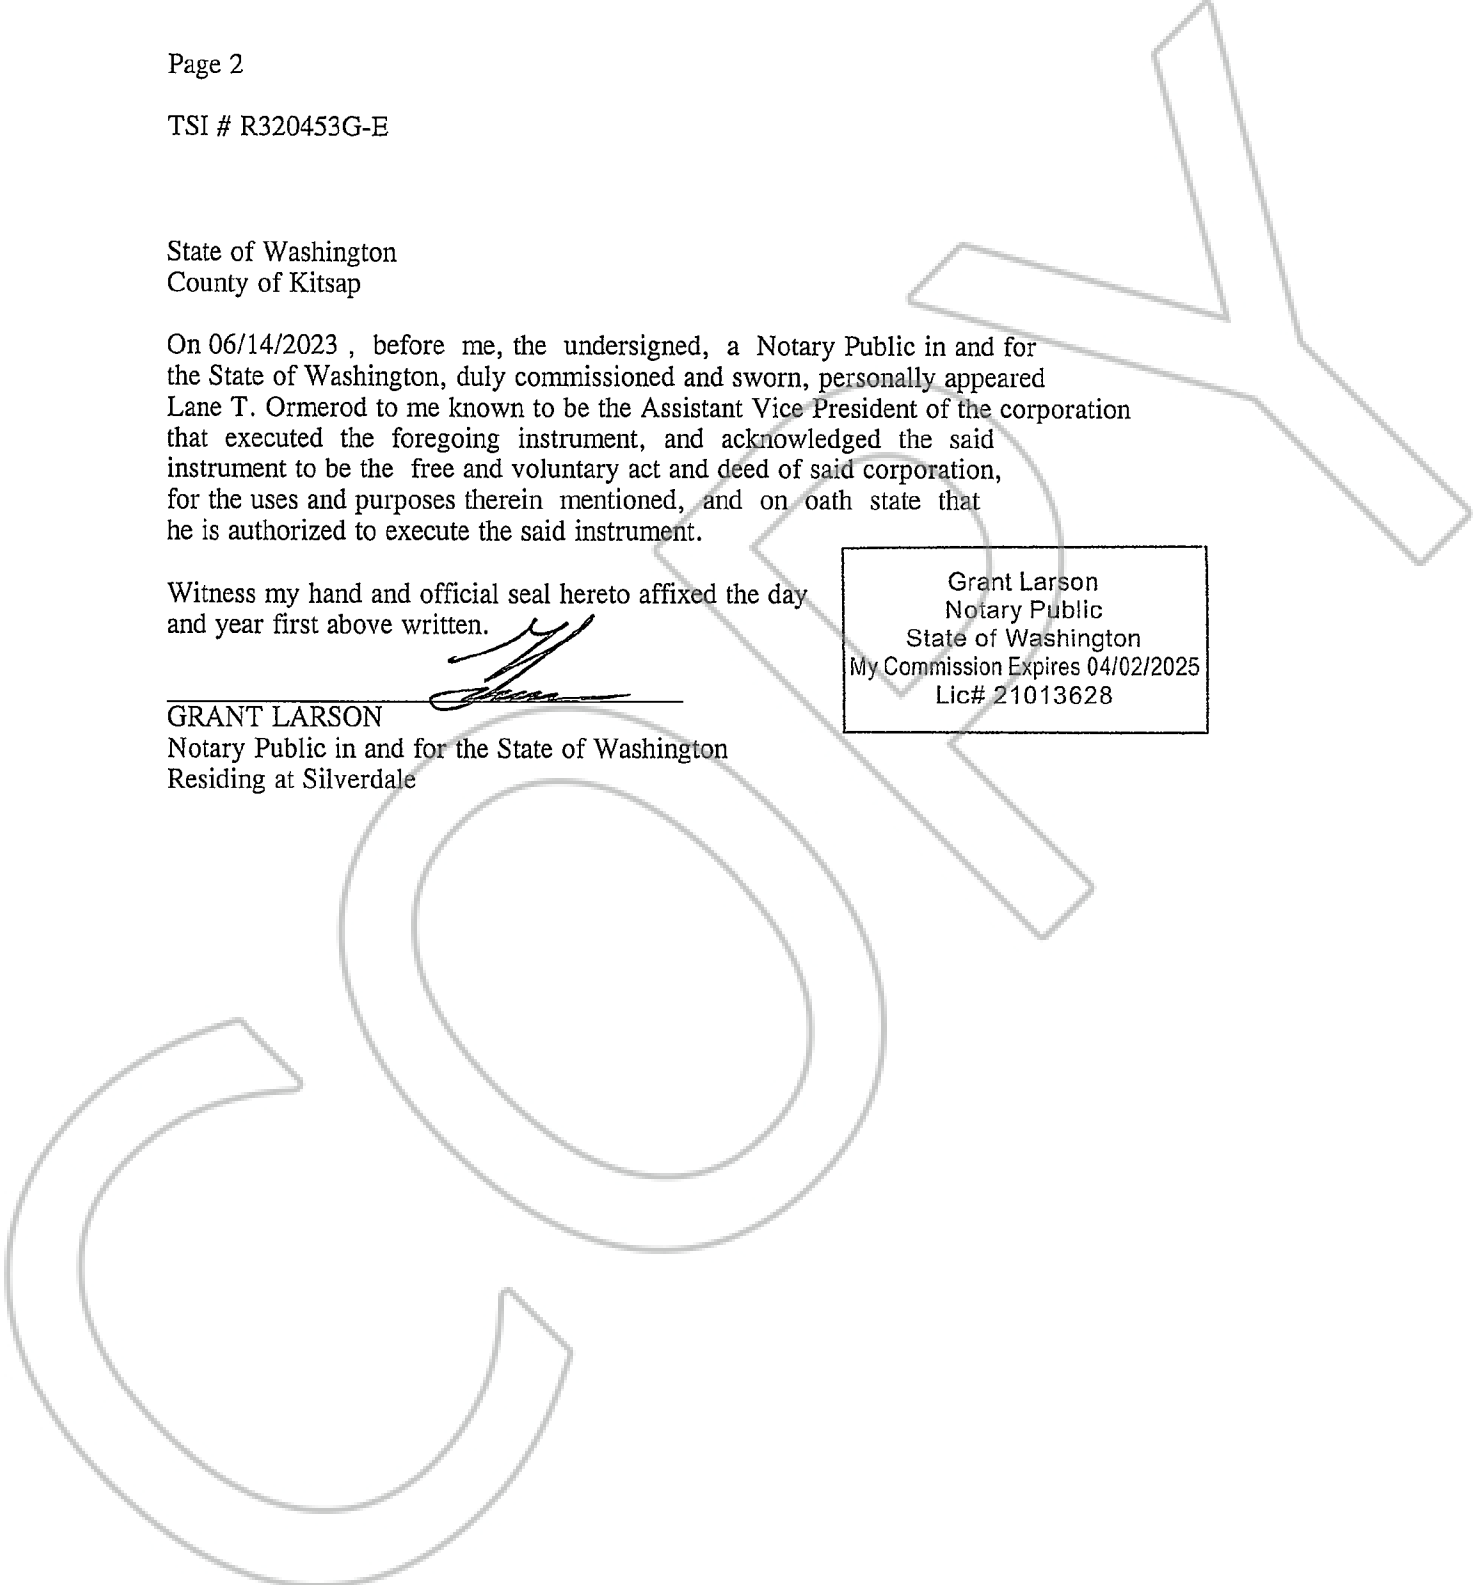 Page 2
TSI # R320453G-E
State of Washington
County of Kitsap
On 06/14/2023 , before me, the undersigned, a Notary Public in and for
the State of Washington, duly commissioned and sworn, personally appeared
Lane T. Ormerod to me known to be the Assistant Vice President of the corporation
that executed the foregoing instrument, and acknowledged the said
instrument to be the free and voluntary act and deed of said corporation,
for the uses and purposes therein mentioned, and on oath state that
he is authorized to execute the said instrument.
Witness my hand and official seal hereto affixed the day
and year first above written.
GRANT LARSON
Notary Public in and for the State of Washington
Residing at Silverdale
Grant Larson
Notary Public
State of Washington
My Commission Expires 04/02/2025
Lic# 21013628
COPY